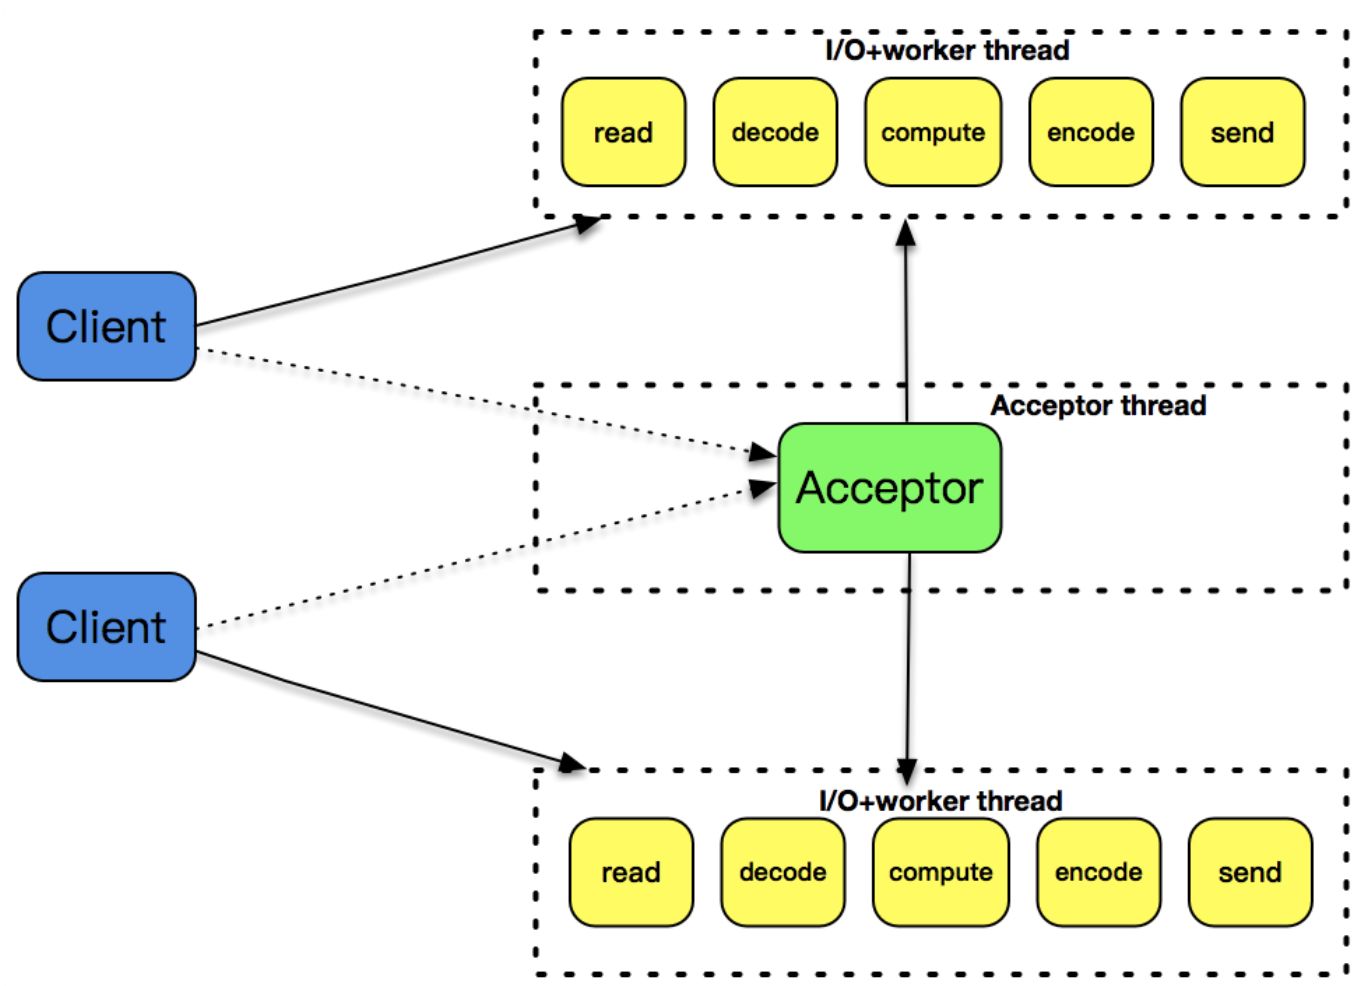 I/O+worker thread
read
decode
compute
encode
send
Client
Acceptor thread
Acceptor
Client
I/O+worker thread
read
decode
compute
encode
send